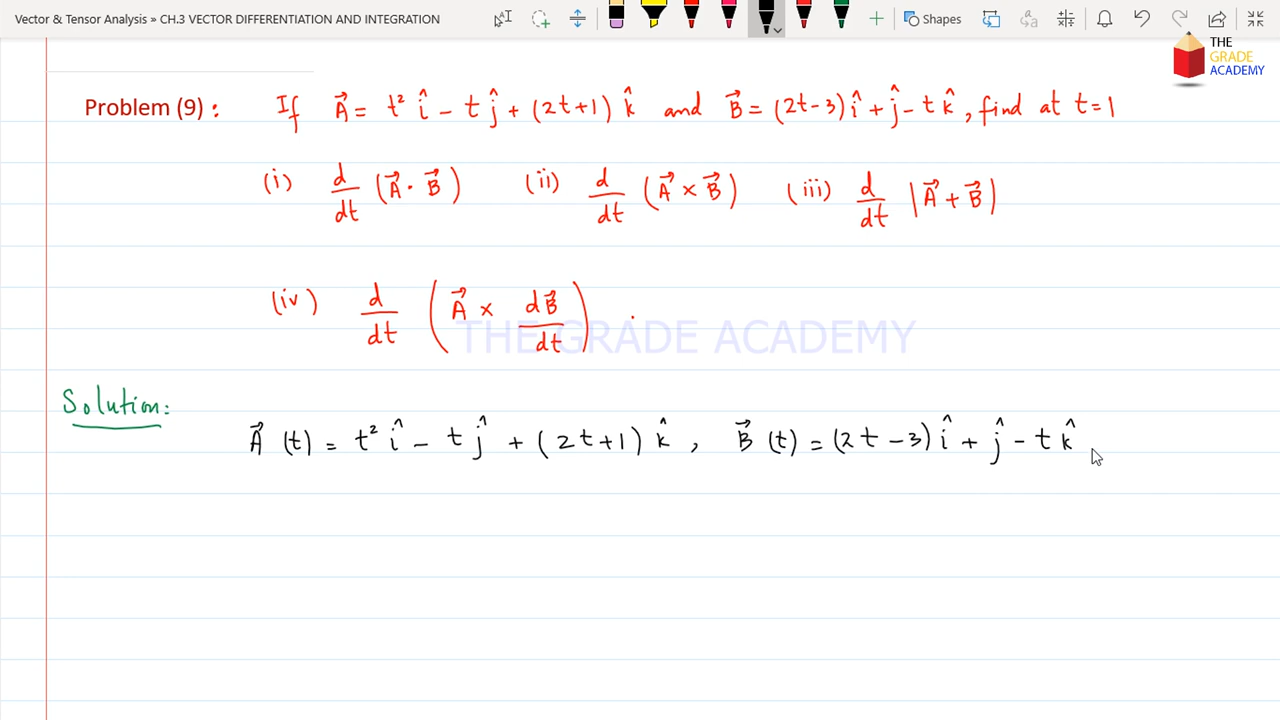 Vector & Tensor Analysis » CH.3 VECTOR DIFFERENTIATION AND INTEGRATION
Shapes
THE
GRADE
ACADEMY
Problem (9) : If A⃗ = t² î − t ĵ + (2t+1) k̂ and B⃗ = (2t−3) î + ĵ − t k̂, find at t=1
(i) d/dt (A⃗ · B⃗) (ii) d/dt (A⃗ × B⃗) (iii) d/dt |A⃗ + B⃗|
(iv) d/dt (A⃗ × dB⃗/dt) .
THE GRADE ACADEMY
Solution:
A⃗ (t) = t² î − t ĵ + (2t+1) k̂ , B⃗ (t) = (2t−3) î + ĵ − t k̂